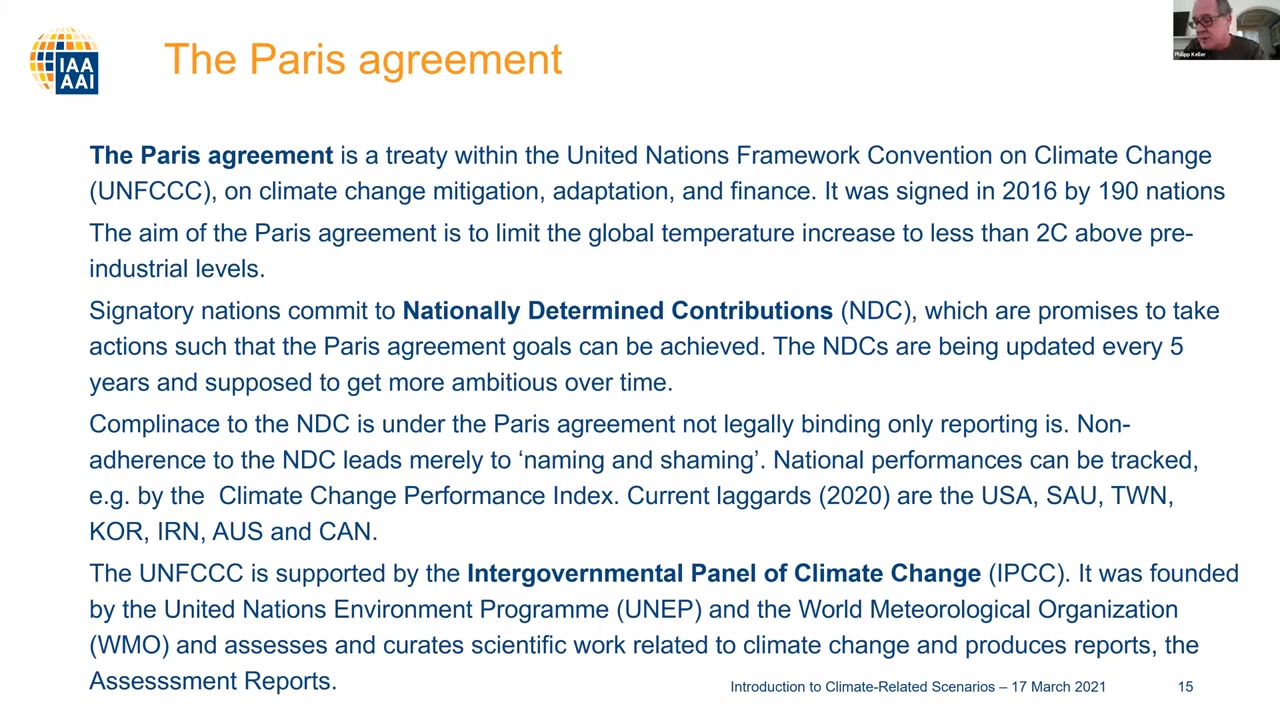 IAA
AAI
The Paris agreement
Philipp Keller
The Paris agreement is a treaty within the United Nations Framework Convention on Climate Change
(UNFCCC), on climate change mitigation, adaptation, and finance. It was signed in 2016 by 190 nations
The aim of the Paris agreement is to limit the global temperature increase to less than 2C above pre-
industrial levels.
Signatory nations commit to Nationally Determined Contributions (NDC), which are promises to take
actions such that the Paris agreement goals can be achieved. The NDCs are being updated every 5
years and supposed to get more ambitious over time.
Complinace to the NDC is under the Paris agreement not legally binding only reporting is. Non-
adherence to the NDC leads merely to ‘naming and shaming’. National performances can be tracked,
e.g. by the  Climate Change Performance Index. Current laggards (2020) are the USA, SAU, TWN,
KOR, IRN, AUS and CAN.
The UNFCCC is supported by the Intergovernmental Panel of Climate Change (IPCC). It was founded
by the United Nations Environment Programme (UNEP) and the World Meteorological Organization
(WMO) and assesses and curates scientific work related to climate change and produces reports, the
Assesssment Reports.
Introduction to Climate-Related Scenarios – 17 March 2021
15